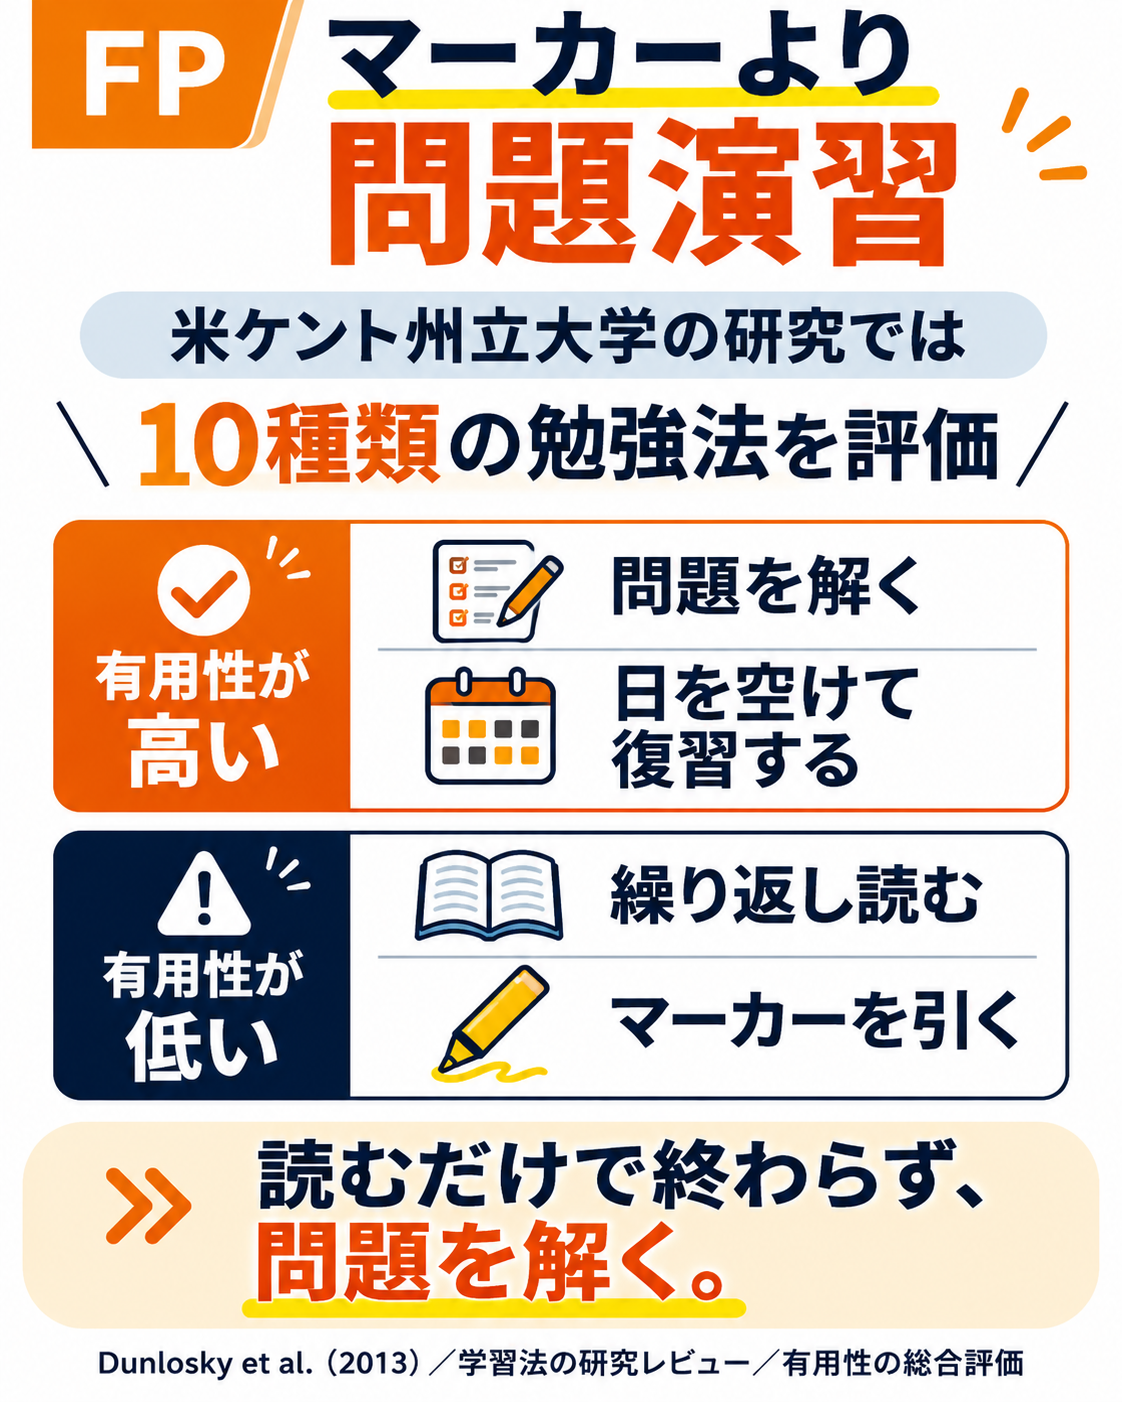 FP
マーカーより
問題演習
米ケント州立大学の研究では
10種類の勉強法を評価
有用性が
高い
問題を解く
日を空けて
復習する
有用性が
低い
繰り返し読む
マーカーを引く
読むだけで終わらず、
問題を解く。
Dunlosky et al.（2013）／学習法の研究レビュー／有用性の総合評価